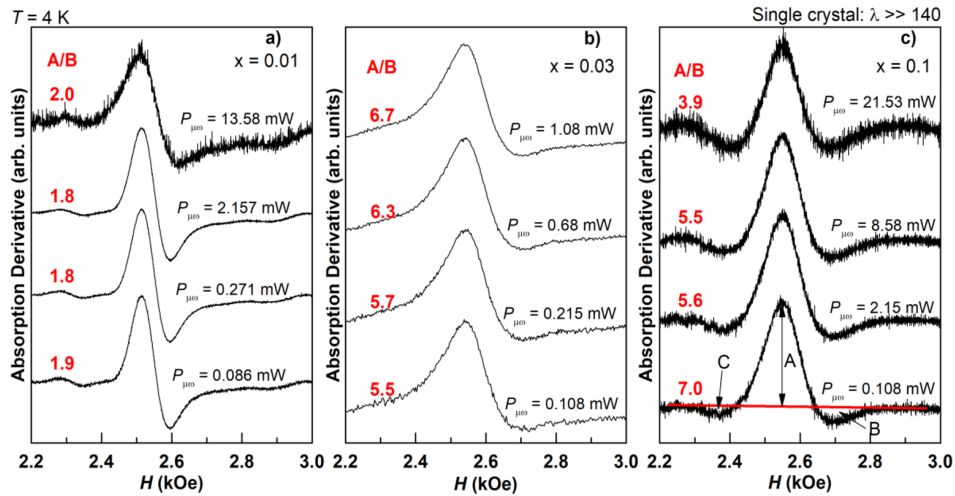 T = 4 K
Single crystal: λ >> 140
Absorption Derivative (arb. units)
a)
A/B
x = 0.01
2.0
P_μω = 13.58 mW
1.8
P_μω = 2.157 mW
1.8
P_μω = 0.271 mW
1.9
P_μω = 0.086 mW
2.2 2.4 2.6 2.8 3.0
H (kOe)
Absorption Derivative (arb. units)
b)
A/B
x = 0.03
6.7
P_μω = 1.08 mW
6.3
P_μω = 0.68 mW
5.7
P_μω = 0.215 mW
5.5
P_μω = 0.108 mW
2.2 2.4 2.6 2.8 3.0
H (kOe)
Absorption Derivative (arb. units)
c)
A/B
x = 0.1
3.9
P_μω = 21.53 mW
5.5
P_μω = 8.58 mW
5.6
P_μω = 2.15 mW
C
A
7.0
P_μω = 0.108 mW
B
2.2 2.4 2.6 2.8 3.0
H (kOe)